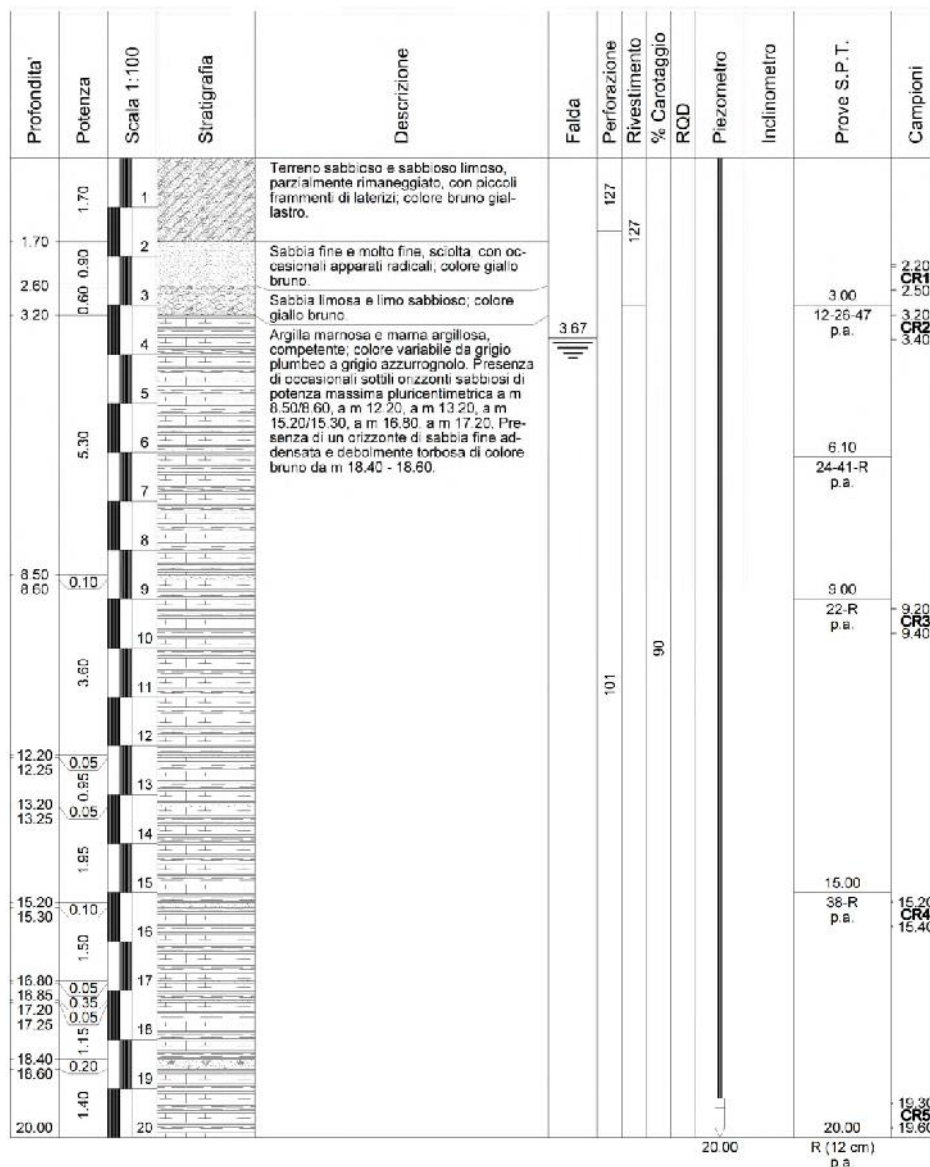 Profondita'
Potenza
Scala 1:100
Stratigrafia
Descrizione
Falda
Perforazione
Rivestimento
% Carotaggio
RQD
Piezometro
Inclinometro
Prove S.P.T.
Campioni
1.70
2.60
3.20
8.50
8.60
12.20
12.25
13.20
13.25
15.20
15.30
16.80
16.85
17.20
17.25
18.40
18.60
20.00
1.70
0.90
0.60
5.30
0.10
3.60
0.05
0.95
0.05
1.95
0.10
1.50
0.05
0.35
0.05
1.15
0.20
1.40
1
2
3
4
5
6
7
8
9
10
11
12
13
14
15
16
17
18
19
20
Terreno sabbioso e sabbioso limoso,
parzialmente rimaneggiato, con piccoli
frammenti di laterizi; colore bruno gial-
lastro.
Sabbia fine e molto fine, sciolta, con oc-
casionali apparati radicali; colore giallo
bruno.
Sabbia limosa e limo sabbioso; colore
giallo bruno.
Argilla marnosa e marna argillosa,
competente; colore variabile da grigio
plumbeo a grigio azzurrognolo. Presenza
di occasionali sottili orizzonti sabbiosi di
potenza massima pluricentimetrica a m
8.50/8.60, a m 12.20, a m 13.20, a m
15.20/15.30, a m 16.80, a m 17.20. Pre-
senza di un orizzonte di sabbia fine ad-
densata e debolmente torbosa di colore
bruno da m 18.40 - 18.60.
3.67
127
101
127
90
20.00
3.00
12-26-47
p.a.
6.10
24-41-R
p.a.
9.00
22-R
p.a.
15.00
38-R
p.a.
20.00
R (12 cm)
p.a.
2.20
CR1
2.50
3.20
CR2
3.40
9.20
CR3
9.40
15.20
CR4
15.40
19.30
CR5
19.60